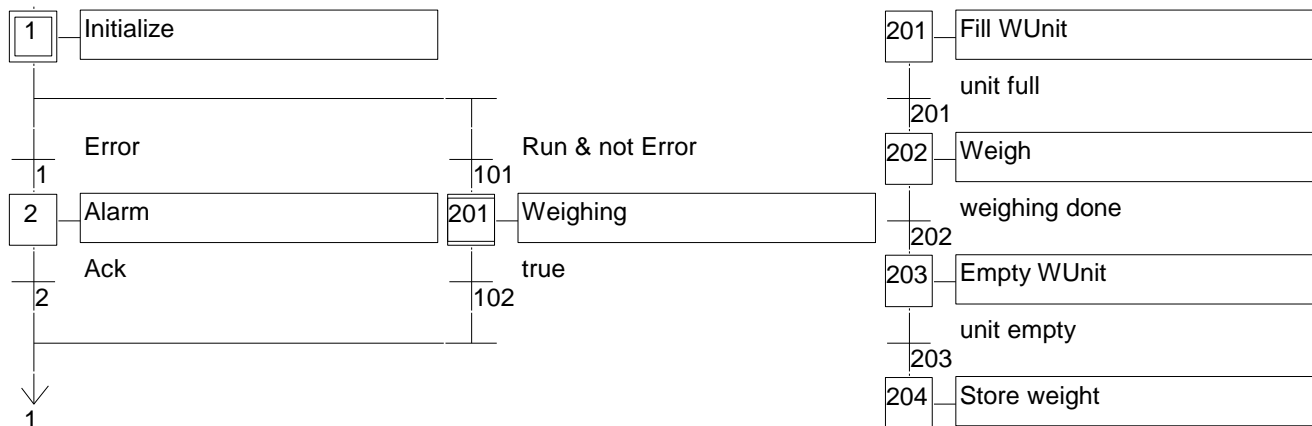 1 Initialize
Error
Run & not Error
1
101
2 Alarm
201 Weighing
Ack
true
2
102
1
201 Fill WUnit
unit full
201
202 Weigh
weighing done
202
203 Empty WUnit
unit empty
203
204 Store weight